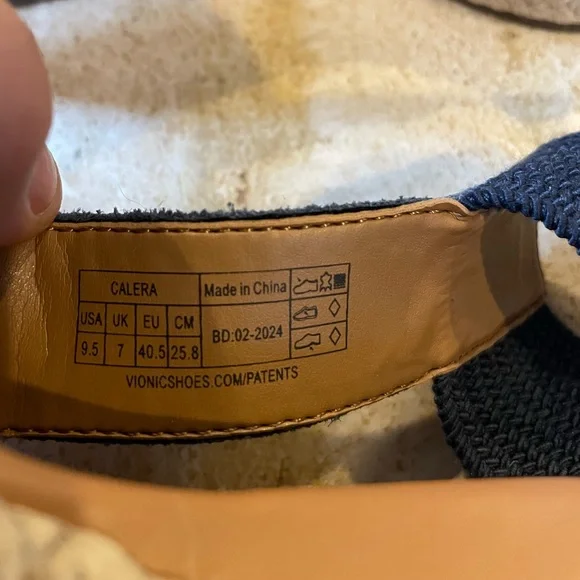 CALERA Made in China
USA UK EU CM
9.5 7 40.5 25.8
BD:02-2024
VIONICSHOES.COM/PATENTS